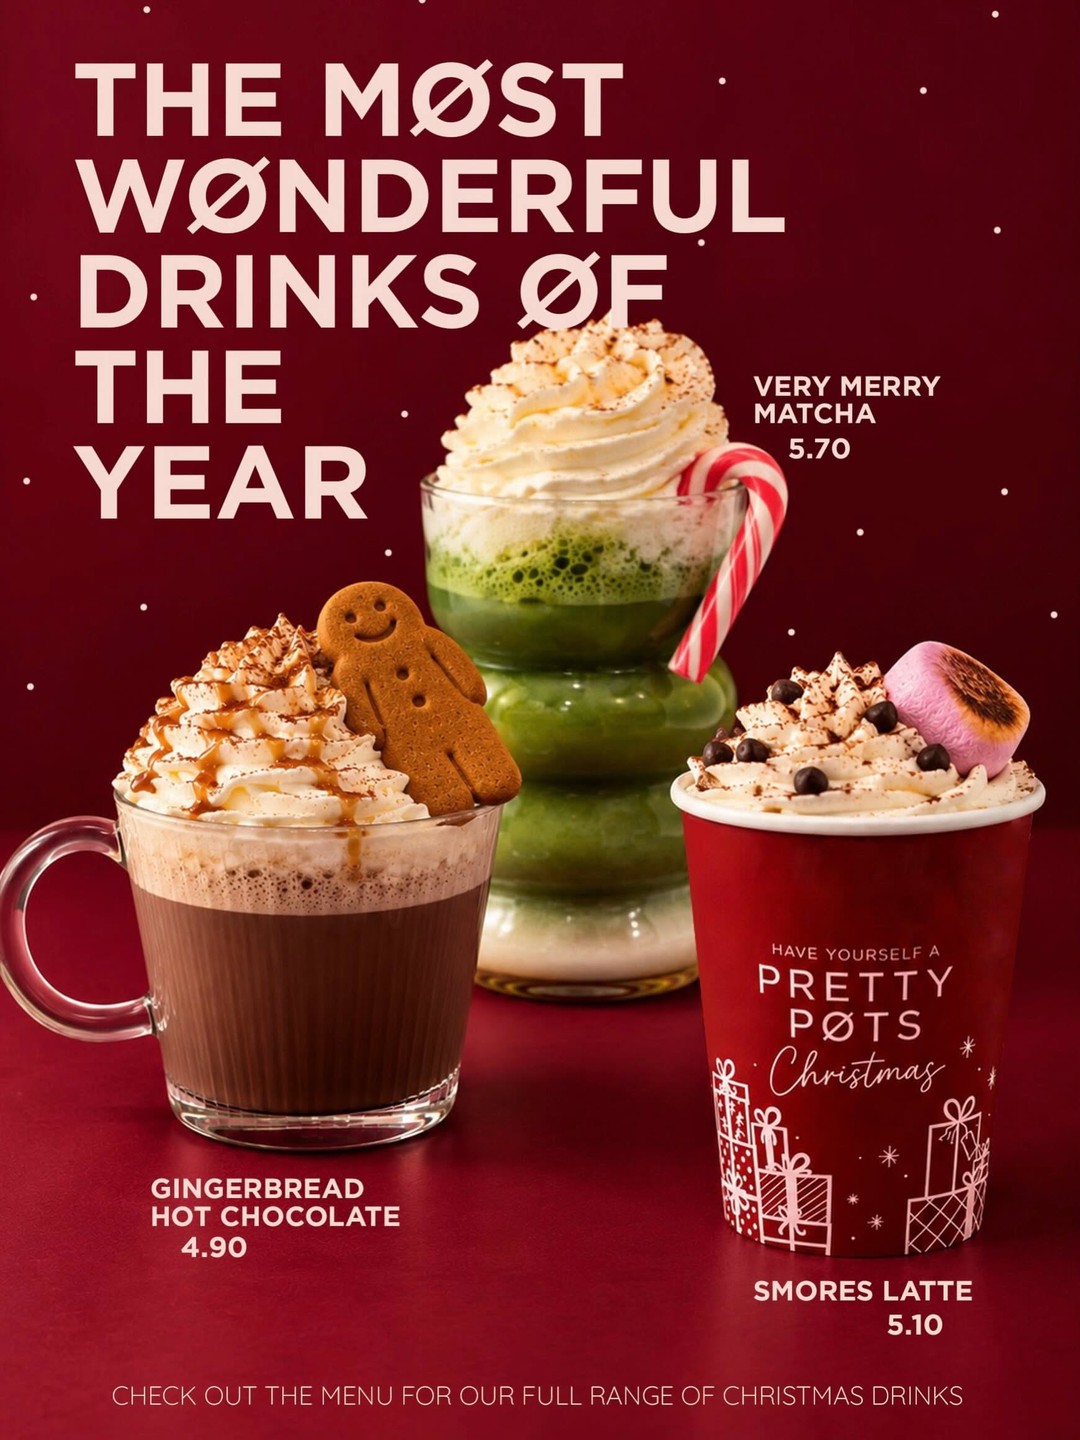 THE MØST
WØNDERFUL
DRINKS ØF
THE
YEAR
VERY MERRY
MATCHA
5.70
HAVE YOURSELF A
PRETTY
PØTS
Christmas
GINGERBREAD
HOT CHOCOLATE
4.90
SMORES LATTE
5.10
CHECK OUT THE MENU FOR OUR FULL RANGE OF CHRISTMAS DRINKS